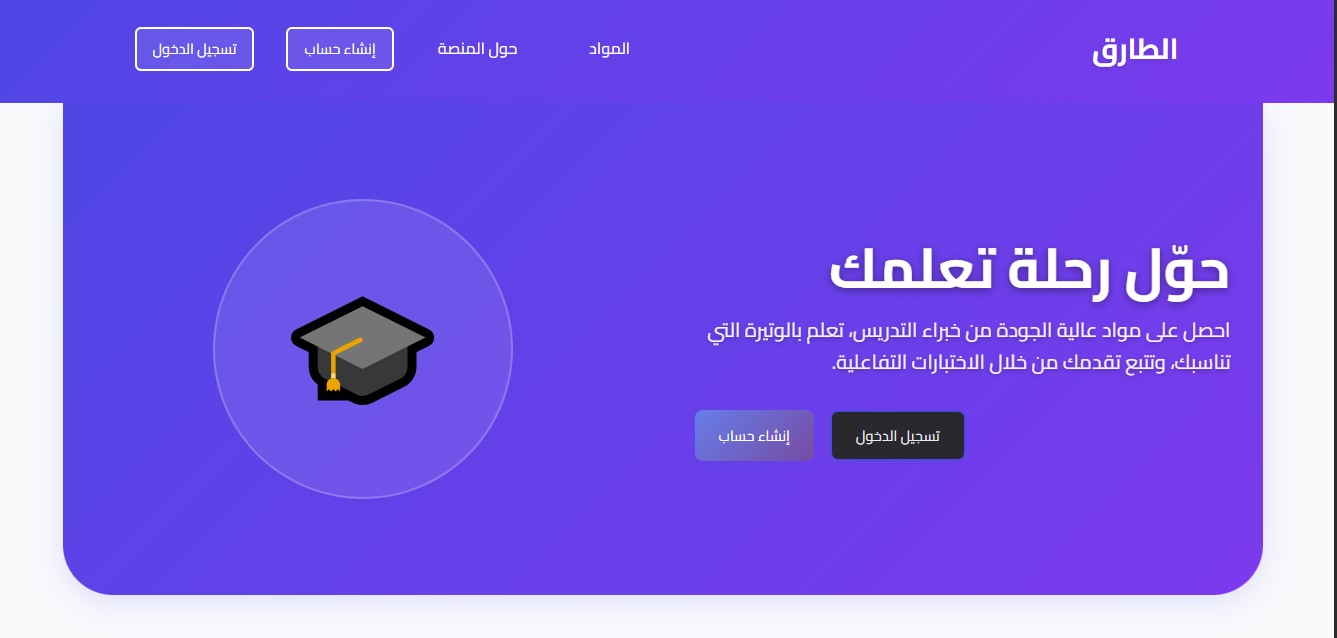 الطارق
المواد
حول المنصة
إنشاء حساب
تسجيل الدخول
حوّل رحلة تعلمك
احصل على مواد عالية الجودة من خبراء التدريس، تعلم بالوتيرة التي
تناسبك، وتتبع تقدمك من خلال الاختبارات التفاعلية.
تسجيل الدخول
إنشاء حساب